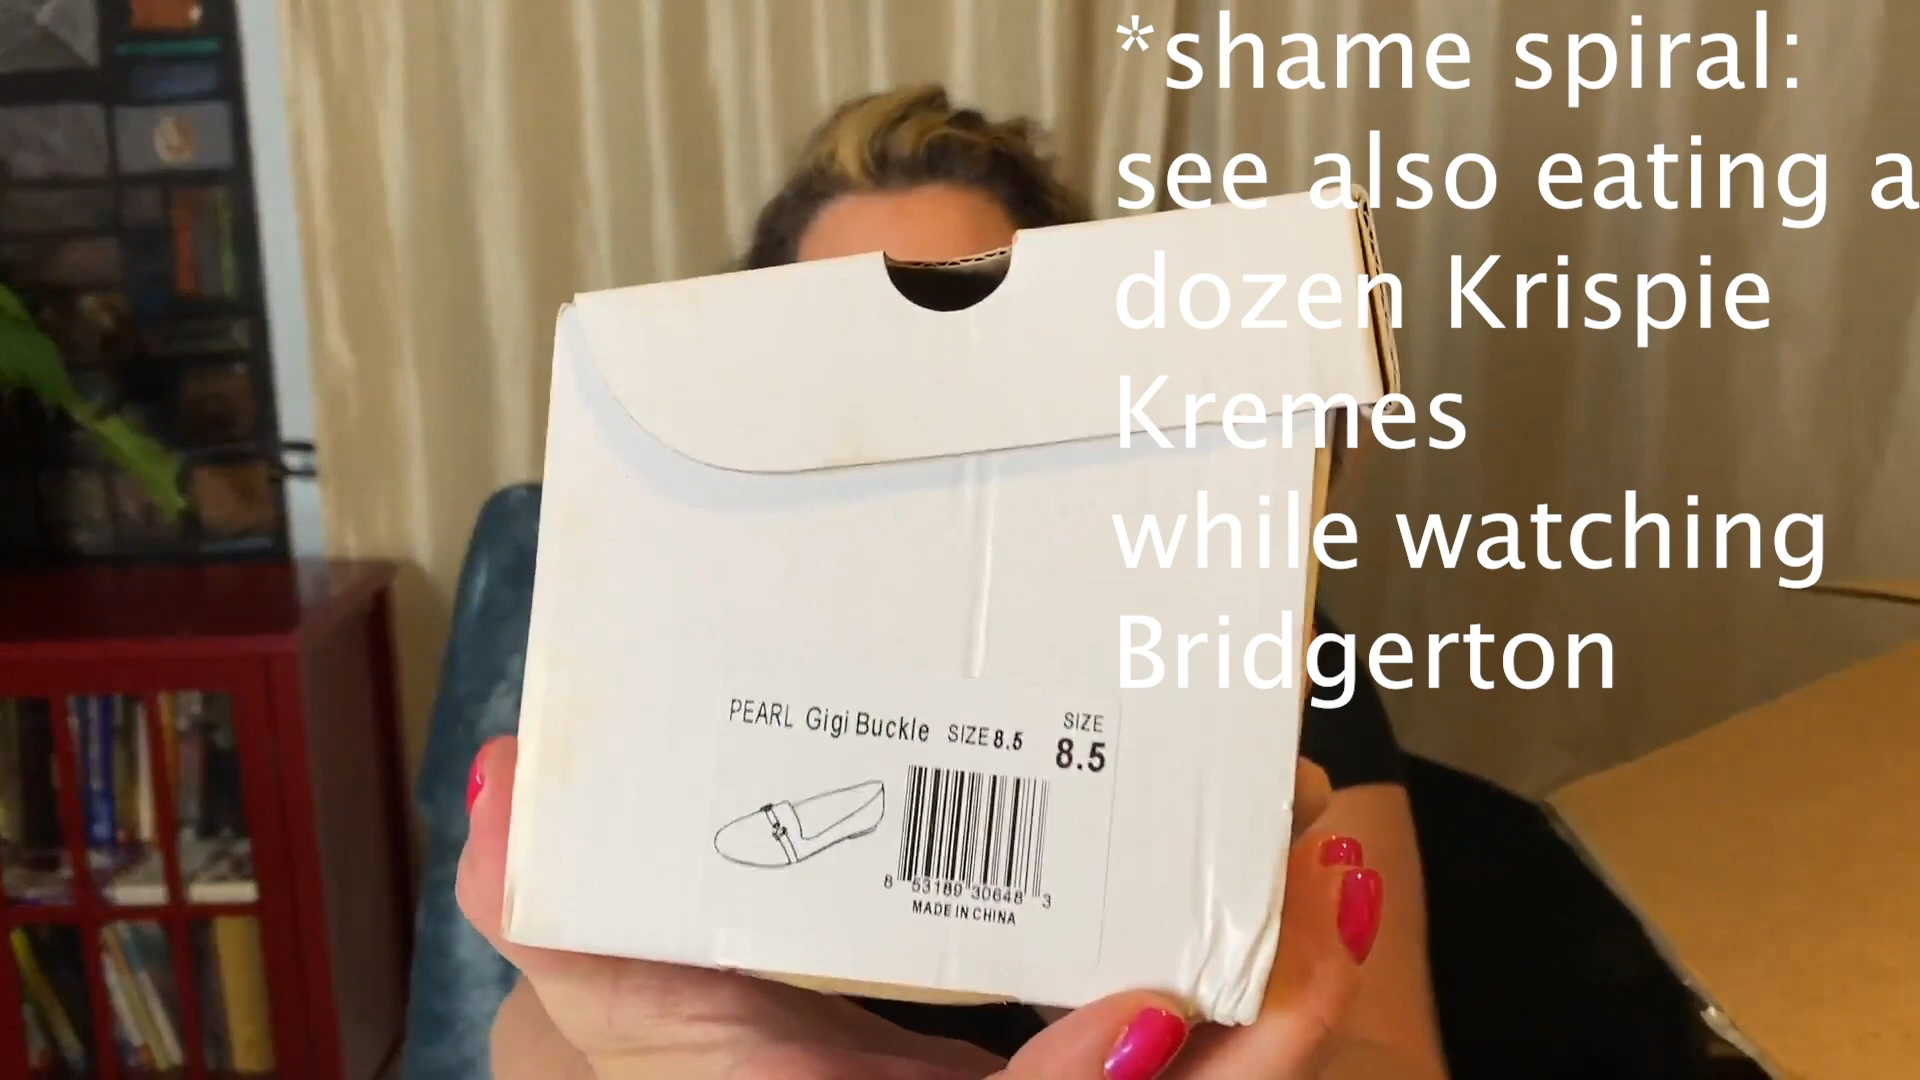 *shame spiral:
see also eating a
dozen Krispie
Kremes
while watching
Bridgerton
PEARL Gigi Buckle SIZE 8.5
SIZE
8.5
8 53189 30648 3
MADE IN CHINA